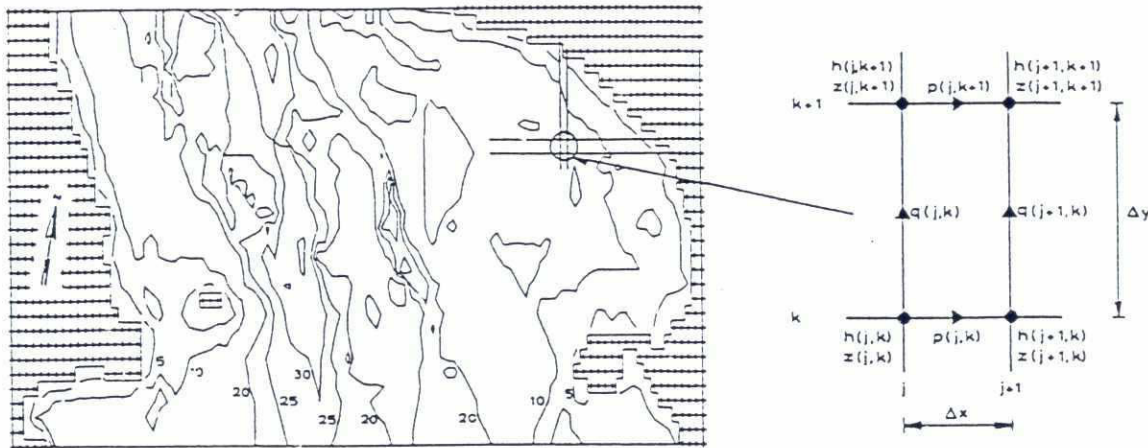 h(j,k+1) h(j+1,k+1)
z(j,k+1) p(j,k+1) z(j+1,k+1)
k+1
q(j,k) q(j+1,k) Δy
k
h(j,k) p(j,k) h(j+1,k)
z(j,k) z(j+1,k)
j j+1
Δx
5
10
20
25
30
25
20
20
10
5